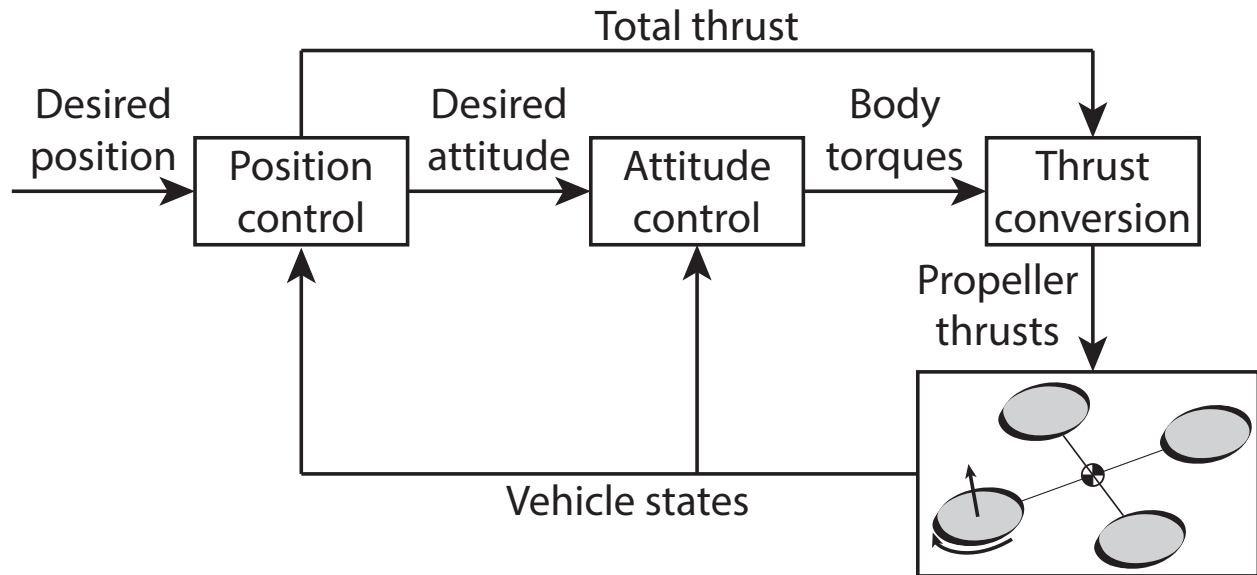 Total thrust
Desired
position
Position
control
Desired
attitude
Attitude
control
Body
torques
Thrust
conversion
Propeller
thrusts
Vehicle states